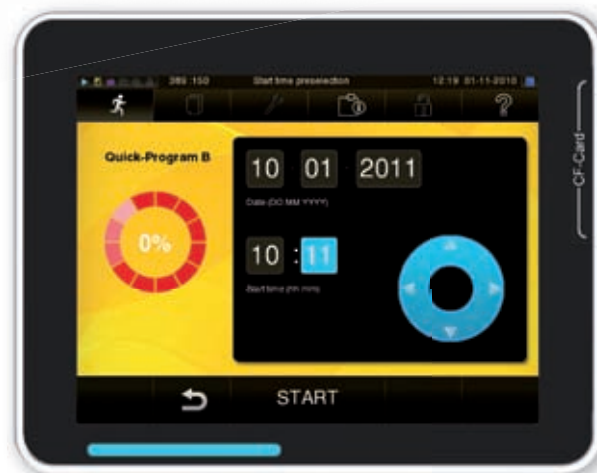 389 :150 Start time preselection 12:19 01-11-2010
?
Quick-Program B
10 01 2011
Date (DD MM YYYY)
0%
10 : 11
Start time (hh mm)
START
CF-Card